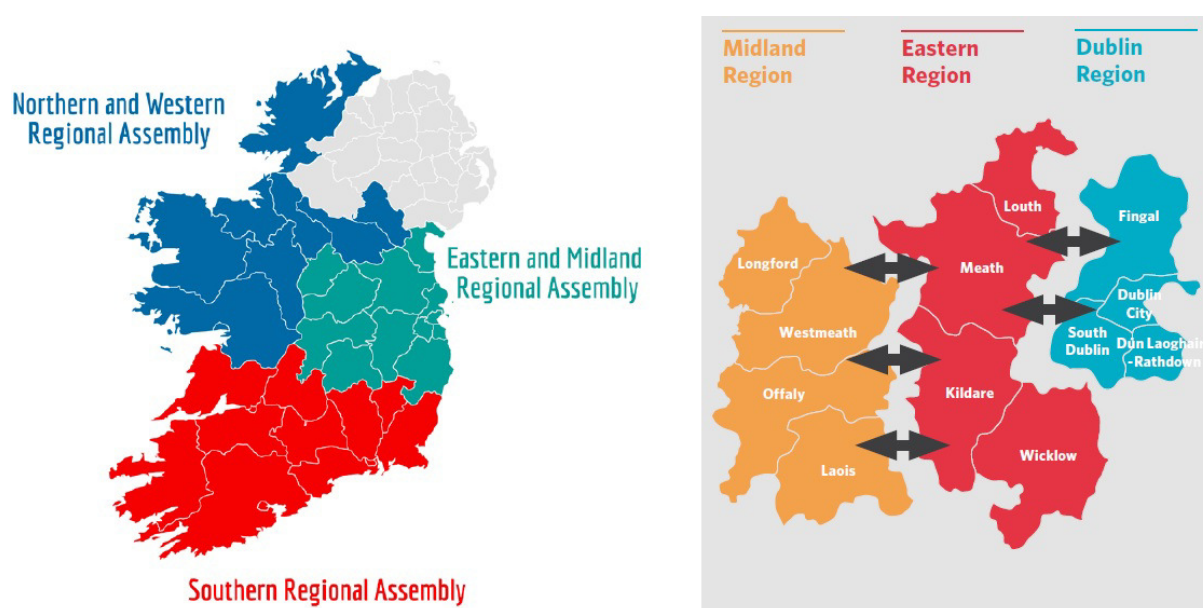 Northern and Western
Regional Assembly
Eastern and Midland
Regional Assembly
Southern Regional Assembly
Midland
Region
Eastern
Region
Dublin
Region
Louth
Fingal
Longford
Meath
Dublin
City
Westmeath
South
Dublin
Dun Laoghair
-Rathdown
Offaly
Kildare
Laois
Wicklow